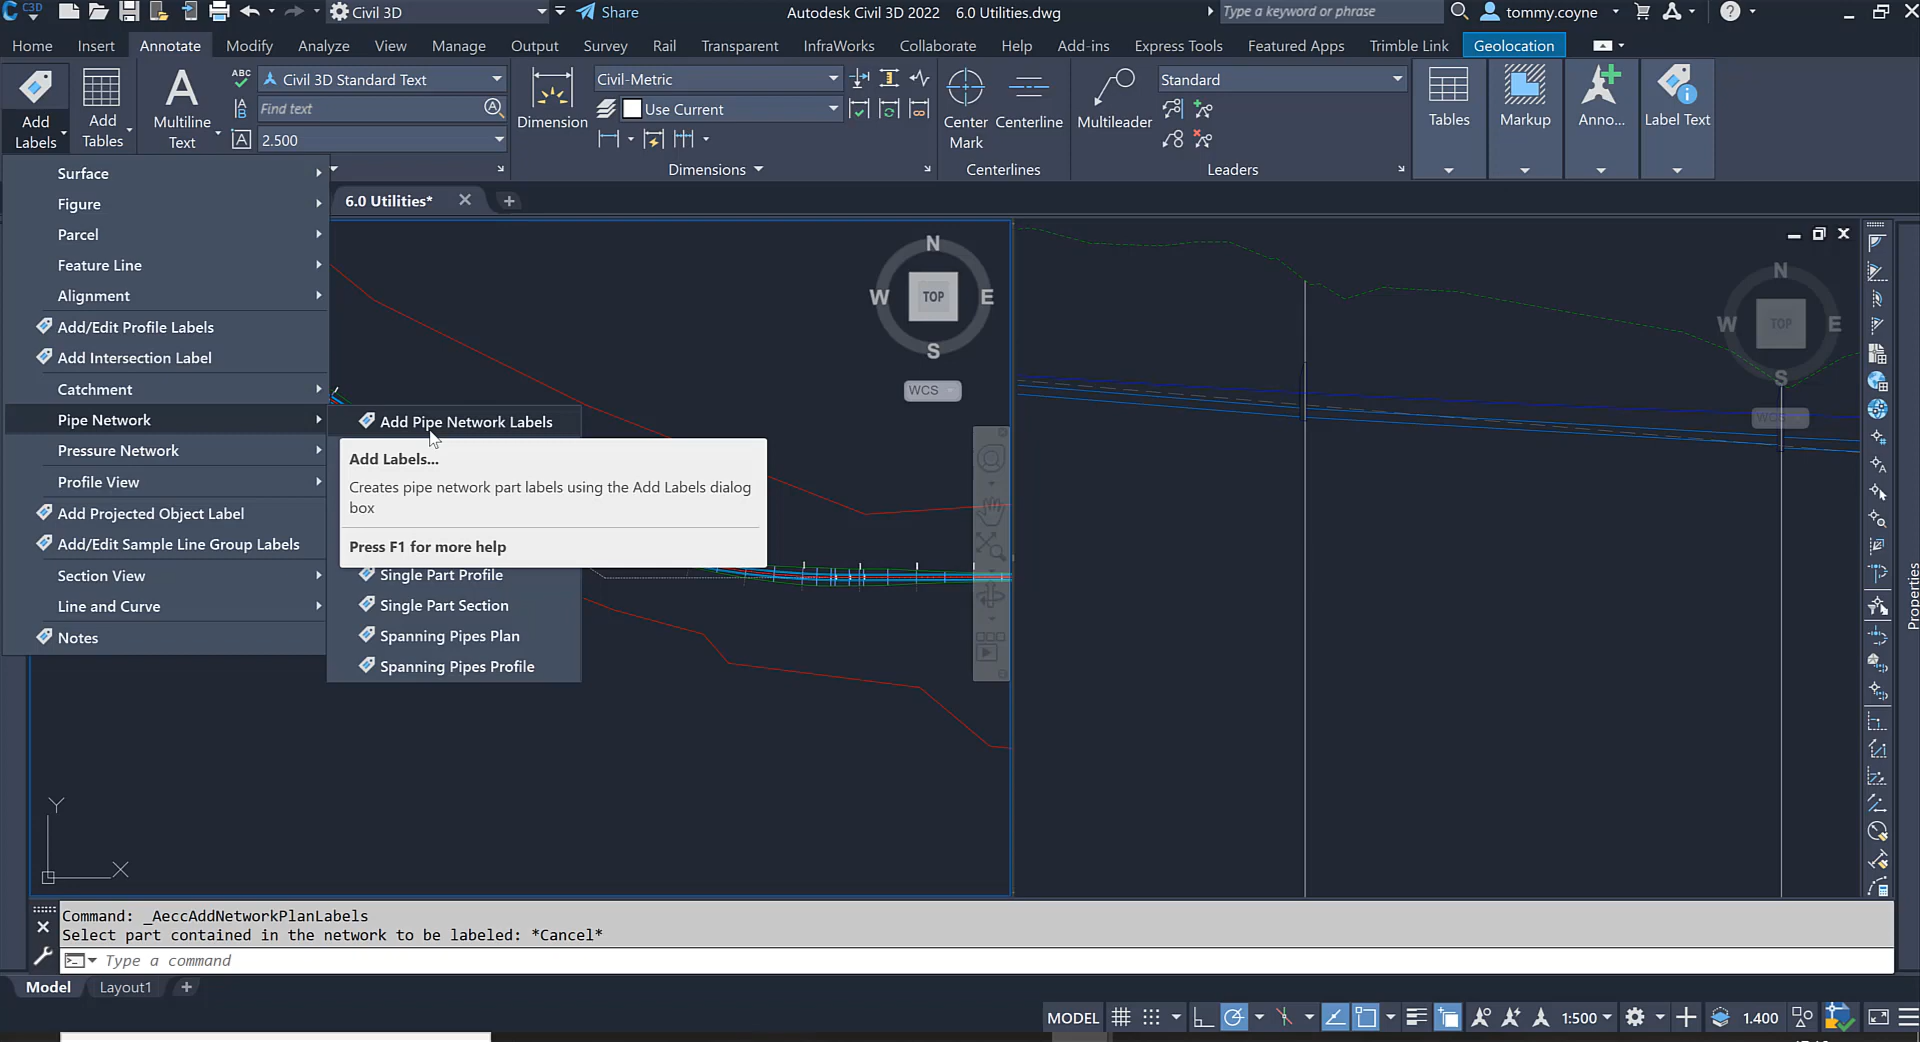 C3D
Civil 3D
Share
Autodesk Civil 3D 2022 6.0 Utilities.dwg
Type a keyword or phrase
tommy.coyne
?
Home Insert Annotate Modify Analyze View Manage Output Survey Rail Transparent InfraWorks Collaborate Help Add-ins Express Tools Featured Apps Trimble Link Geolocation
Add Labels
Add Tables
A
Multiline Text
ABC
Civil 3D Standard Text
Find text
2.500
Dimension
Civil-Metric
Use Current
Dimensions
Center Mark
Centerline
Centerlines
Multileader
Standard
Leaders
Tables
Markup
Anno...
Label Text
Surface
Figure
Parcel
Feature Line
Alignment
Add/Edit Profile Labels
Add Intersection Label
Catchment
Pipe Network
Pressure Network
Profile View
Add Projected Object Label
Add/Edit Sample Line Group Labels
Section View
Line and Curve
Notes
6.0 Utilities*
Add Pipe Network Labels
Add Labels...
Creates pipe network part labels using the Add Labels dialog
box
Press F1 for more help
Single Part Profile
Single Part Section
Spanning Pipes Plan
Spanning Pipes Profile
N
W TOP E
S
WCS
N
W TOP E
S
WCS
Properties
Y
X
Command: _AeccAddNetworkPlanLabels
Select part contained in the network to be labeled: *Cancel*
Type a command
Model Layout1 +
MODEL
1:500
1.400